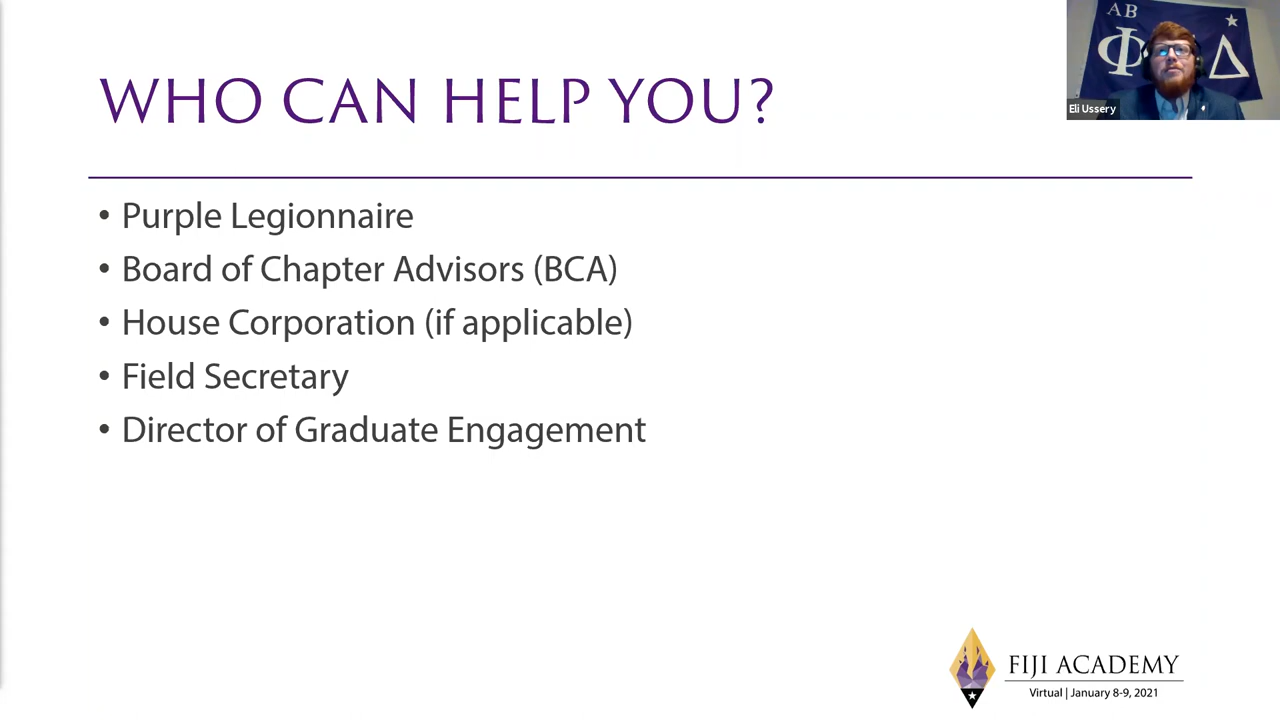 WHO CAN HELP YOU?
ΑΒ
Φ Δ
Eli Ussery
• Purple Legionnaire
• Board of Chapter Advisors (BCA)
• House Corporation (if applicable)
• Field Secretary
• Director of Graduate Engagement
FIJI ACADEMY
Virtual | January 8-9, 2021